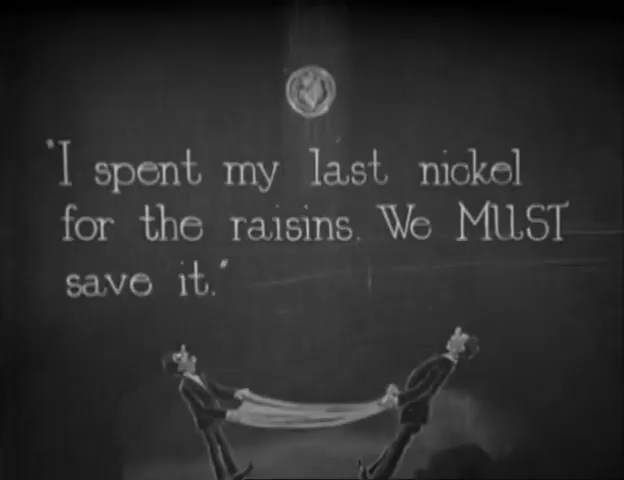 "I spent my last nickel
for the raisins. We MUST
save it."